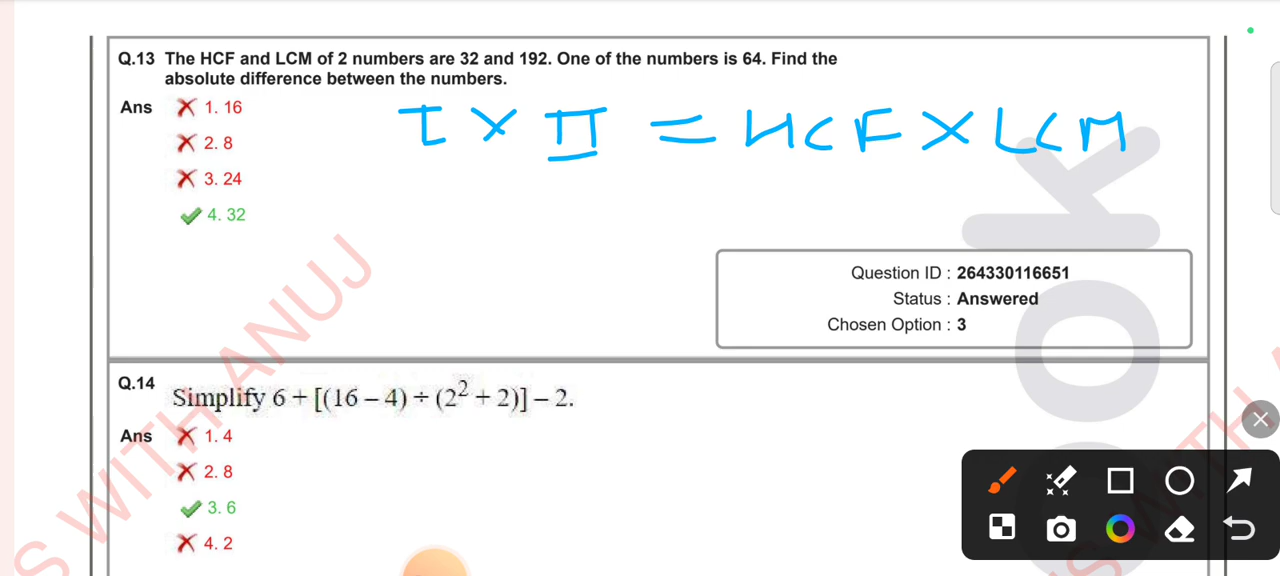 Q.13 The HCF and LCM of 2 numbers are 32 and 192. One of the numbers is 64. Find the
absolute difference between the numbers.
Ans 1. 16
I × II = HCF × LCM
2. 8
3. 24
4. 32
Question ID : 264330116651
Status : Answered
Chosen Option : 3
Q.14 Simplify 6 + [(16 – 4) ÷ (2² + 2)] – 2.
Ans 1. 4
2. 8
3. 6
4. 2
S WITH ANUJ